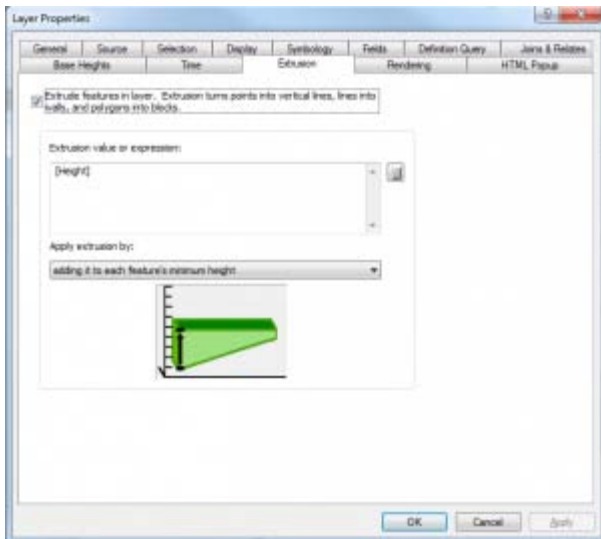 Layer Properties
General Source Selection Display Symbology Fields Definition Query Joins & Relates
Base Heights Time Extrusion Rendering HTML Popup
Extrude features in layer. Extrusion turns points into vertical lines, lines into
walls, and polygons into blocks.
Extrusion value or expression:
[Height]
Apply extrusion by:
adding it to each feature's minimum height
OK Cancel Apply